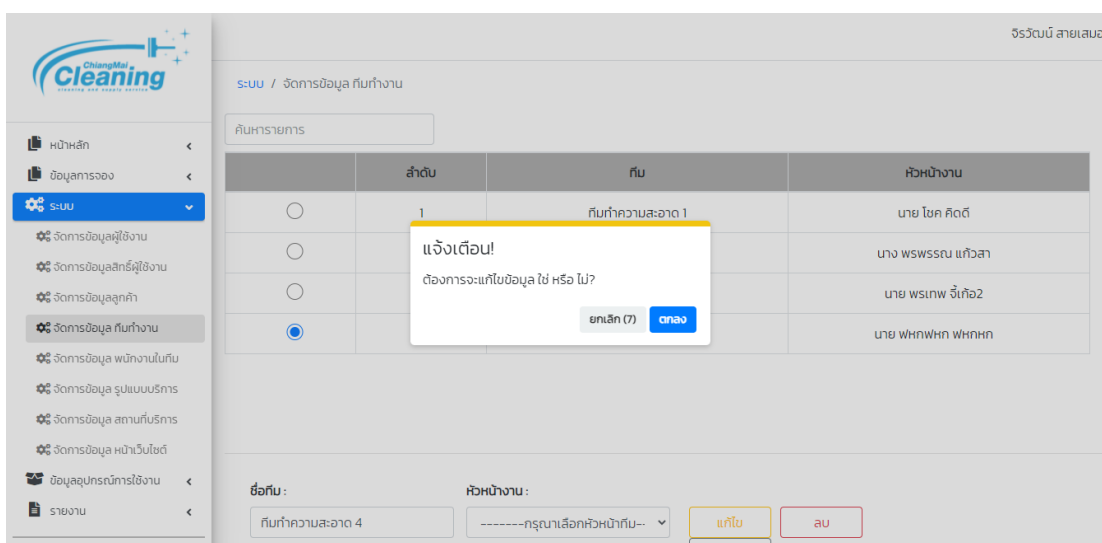 จิรวัฒน์ สายเสมอ
ChiangMai
Cleaning
cleaning and supply service
ระบบ / จัดการข้อมูล ทีมทำงาน
ค้นหารายการ
หน้าหลัก
ข้อมูลการจอง
ระบบ
จัดการข้อมูลผู้ใช้งาน
จัดการข้อมูลสิทธิ์ผู้ใช้งาน
จัดการข้อมูลลูกค้า
จัดการข้อมูล ทีมทำงาน
จัดการข้อมูล พนักงานในทีม
จัดการข้อมูล รูปแบบบริการ
จัดการข้อมูล สถานที่บริการ
จัดการข้อมูล หน้าเว็บไซต์
ข้อมูลอุปกรณ์การใช้งาน
รายงาน
ลำดับ ทีม หัวหน้างาน
1 ทีมทำความสะอาด 1 นาย โชค คิดดี
นาง พรพรรณ แก้วสา
นาย พรเทพ จี้เก้อ2
นาย ฟหกฟหก ฟหกหก
แจ้งเตือน!
ต้องการจะแก้ไขข้อมูล ใช่ หรือ ไม่?
ยกเลิก (7) ตกลง
ชื่อทีม : หัวหน้างาน :
ทีมทำความสะอาด 4 -------กรุณาเลือกหัวหน้าทีม-- แก้ไข ลบ